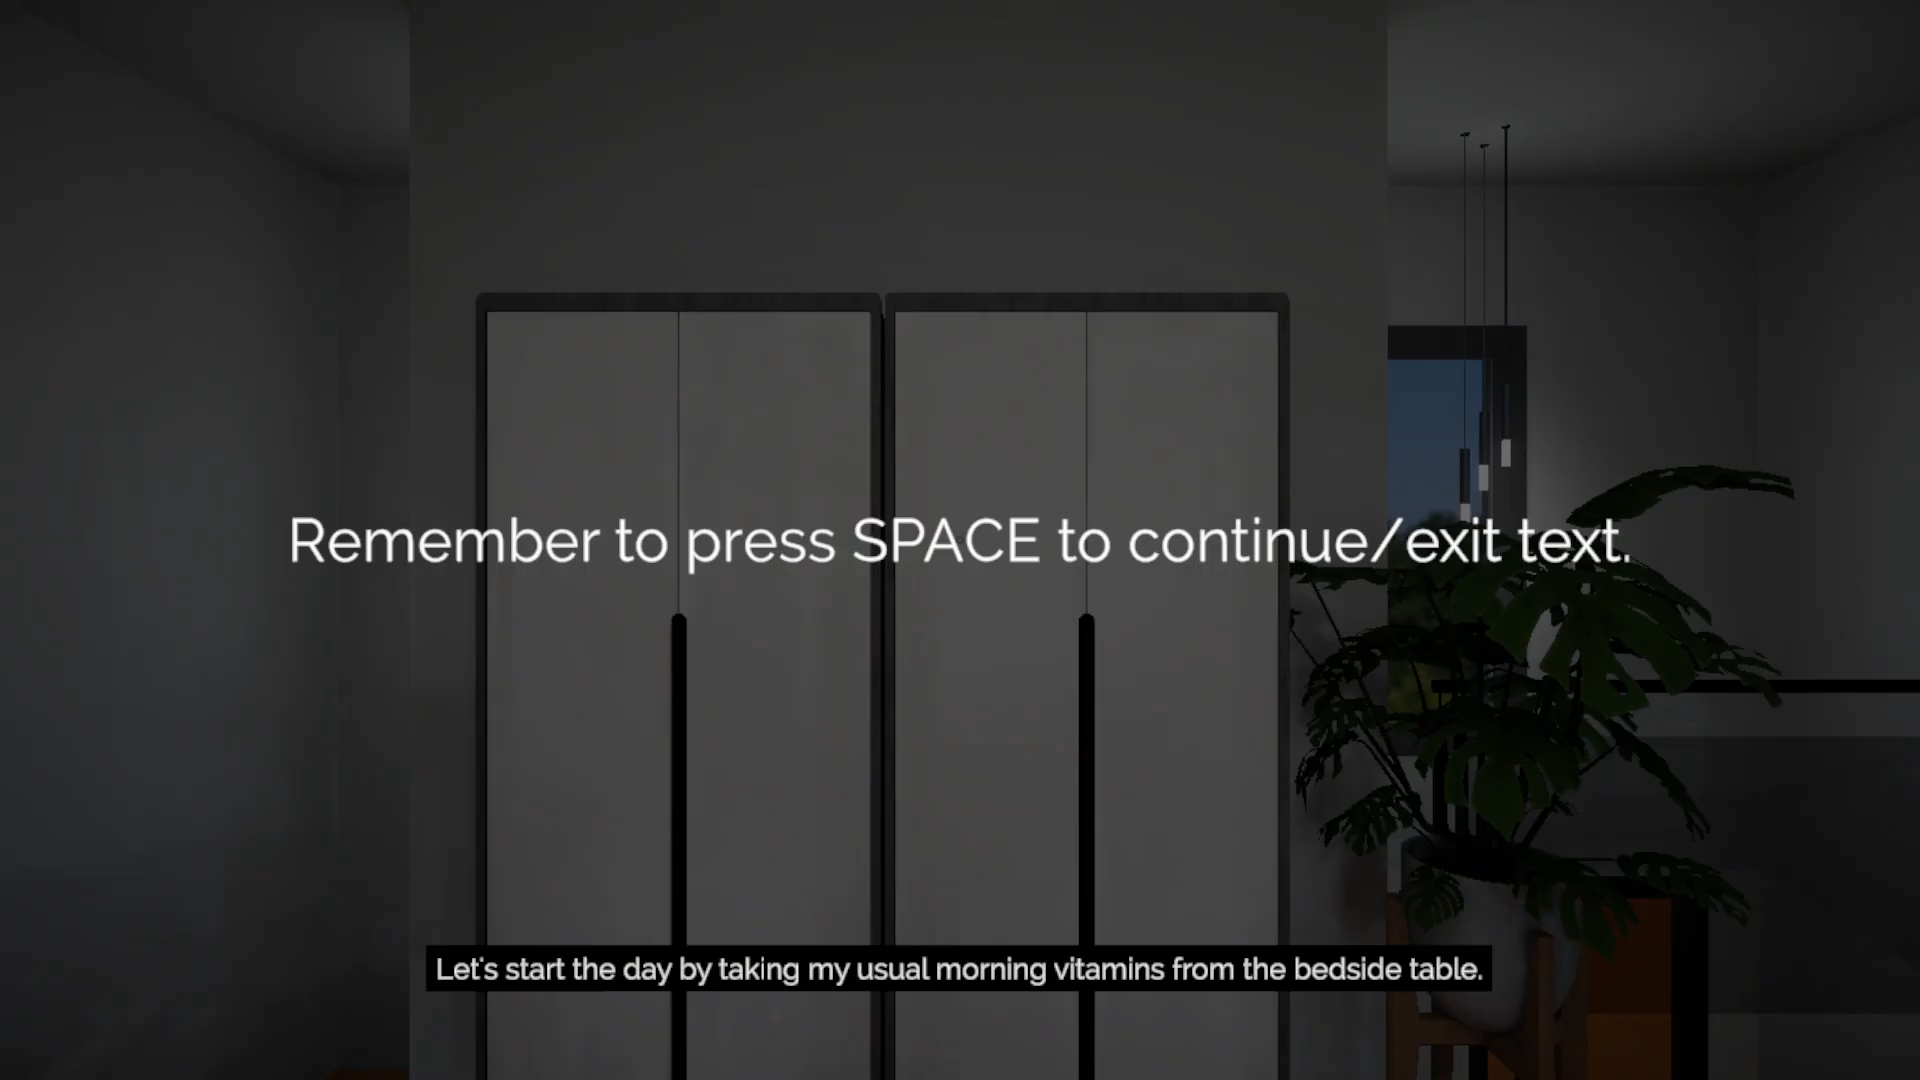 Remember to press SPACE to continue/exit text.
Let's start the day by taking my usual morning vitamins from the bedside table.